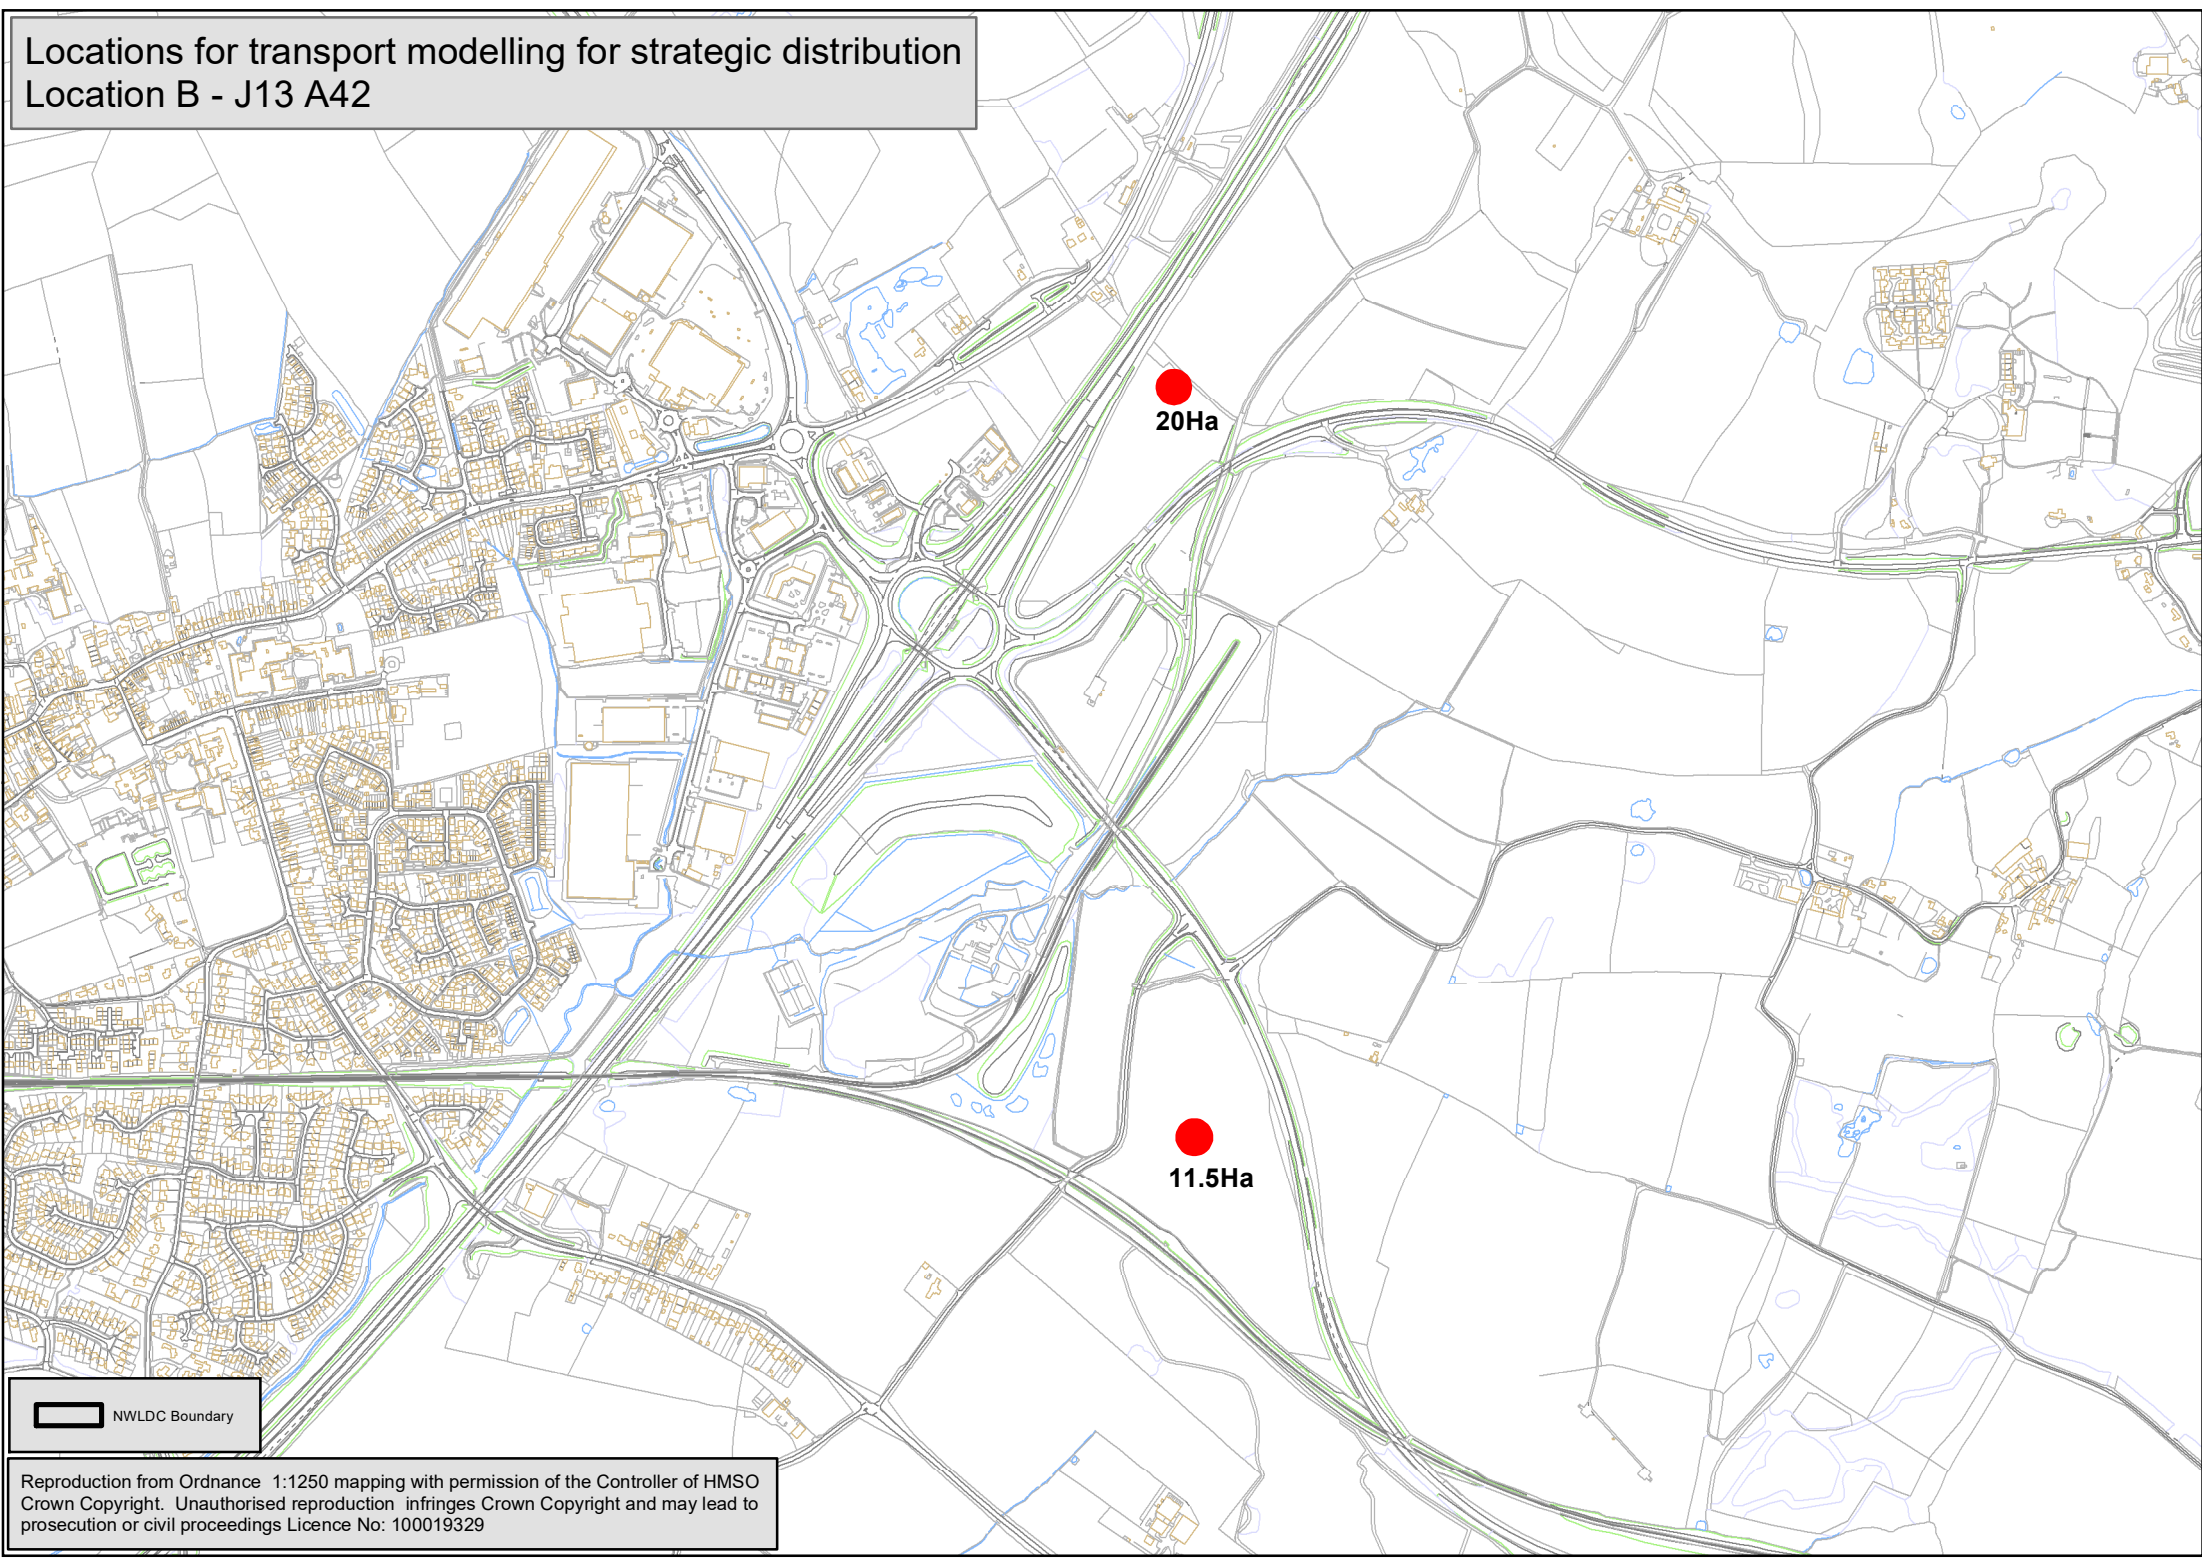 Locations for transport modelling for strategic distribution
Location B - J13 A42
20Ha
11.5Ha
NWLDC Boundary
Reproduction from Ordnance 1:1250 mapping with permission of the Controller of HMSO
Crown Copyright. Unauthorised reproduction infringes Crown Copyright and may lead to
prosecution or civil proceedings Licence No: 100019329